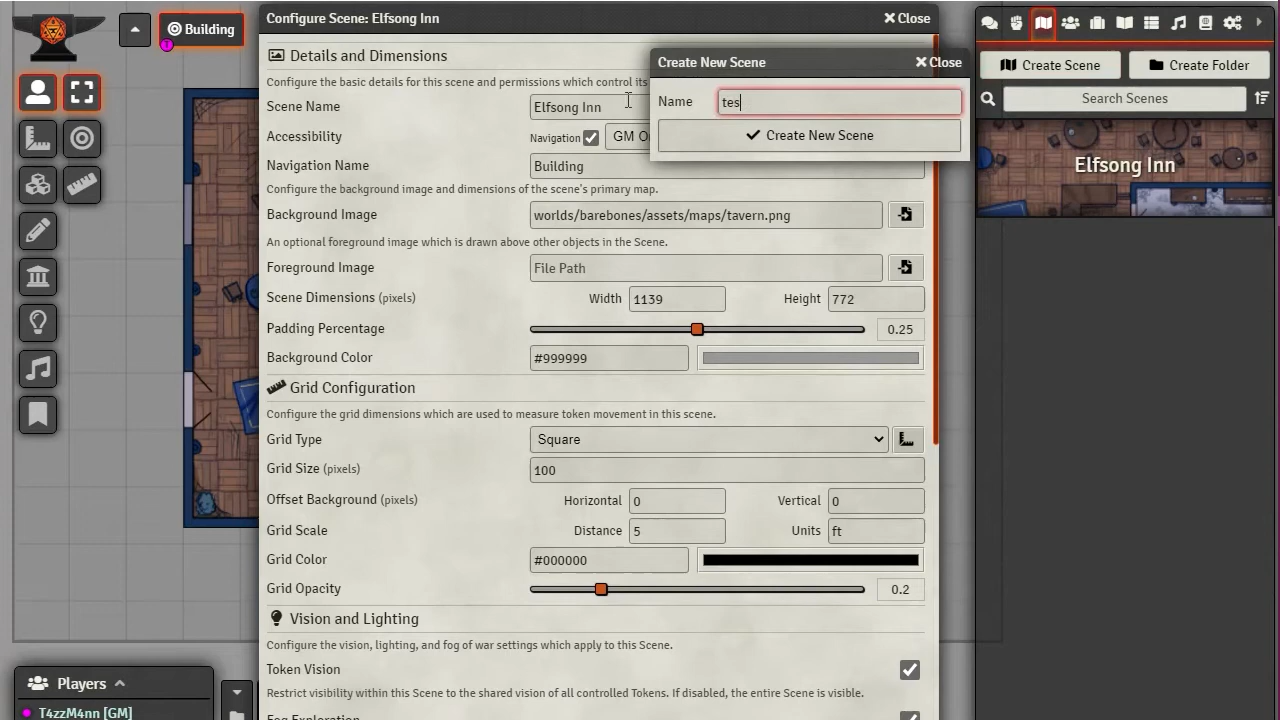 Building
T
Configure Scene: Elfsong Inn
Close
Details and Dimensions
Configure the basic details for this scene and permissions which control its
Scene Name
Elfsong Inn
Accessibility
Navigation
GM O
Navigation Name
Building
Configure the background image and dimensions of the scene's primary map.
Background Image
worlds/barebones/assets/maps/tavern.png
An optional foreground image which is drawn above other objects in the Scene.
Foreground Image
File Path
Scene Dimensions (pixels)
Width
1139
Height
772
Padding Percentage
0.25
Background Color
#999999
Grid Configuration
Configure the grid dimensions which are used to measure token movement in this scene.
Grid Type
Square
Grid Size (pixels)
100
Offset Background (pixels)
Horizontal
0
Vertical
0
Grid Scale
Distance
5
Units
ft
Grid Color
#000000
Grid Opacity
0.2
Vision and Lighting
Configure the vision, lighting, and fog of war settings which apply to this Scene.
Token Vision
Restrict visibility within this Scene to the shared vision of all controlled Tokens. If disabled, the entire Scene is visible.
Fog Exploration
Create New Scene
Close
Name
tes
Create New Scene
Create Scene
Create Folder
Search Scenes
Elfsong Inn
Players
T4zzM4nn [GM]